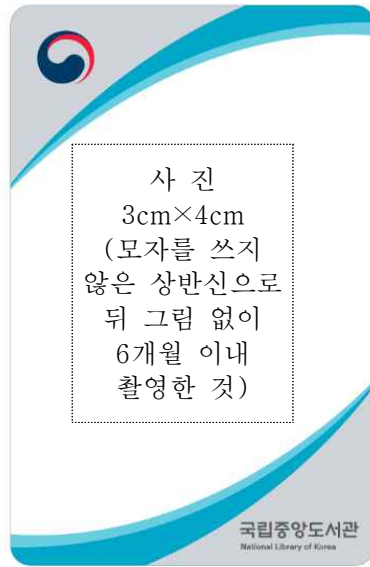 사 진
3cm×4cm
(모자를 쓰지
않은 상반신으로
뒤 그림 없이
6개월 이내
촬영한 것)
국립중앙도서관
National Library of Korea